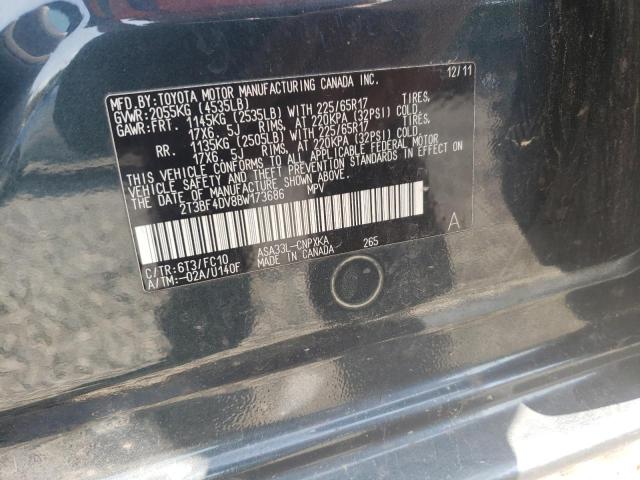 MFD. BY: TOYOTA MOTOR MANUFACTURING CANADA INC. 12/11
GVWR: 2055KG (4535LB)
GAWR: FRT. 1145KG (2535LB) WITH 225/65R17 TIRES,
17X6. 5J RIMS, AT 220KPA (32PSI) COLD
RR. 1135KG (2505LB) WITH 225/65R17 TIRES,
17X6. 5J RIMS, AT 220KPA (32PSI) COLD.
THIS VEHICLE CONFORMS TO ALL APPLICABLE FEDERAL MOTOR
VEHICLE SAFETY AND THEFT PREVENTION STANDARDS IN EFFECT
ON THE DATE OF MANUFACTURE SHOWN ABOVE.
2T3BF4DV8BW173686 MPV
A
C/TR: 6T3/FC10 ASA33L-CNPXKA 265
A/TM: -02A/U140F MADE IN CANADA